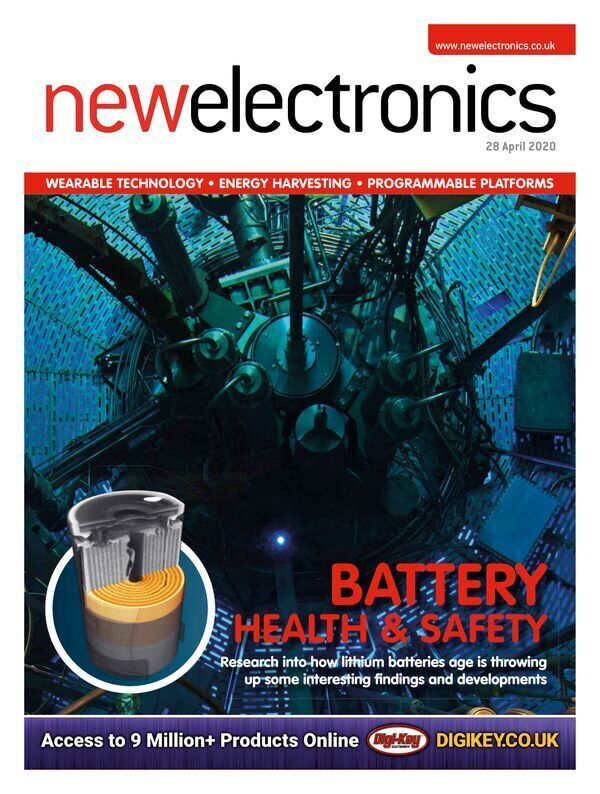 www.newelectronics.co.uk
newelectronics
28 April 2020
WEARABLE TECHNOLOGY • ENERGY HARVESTING • PROGRAMMABLE PLATFORMS
BATTERY
HEALTH & SAFETY
Research into how lithium batteries age is throwing
up some interesting findings and developments
Access to 9 Million+ Products Online Digi-Key ELECTRONICS DIGIKEY.CO.UK